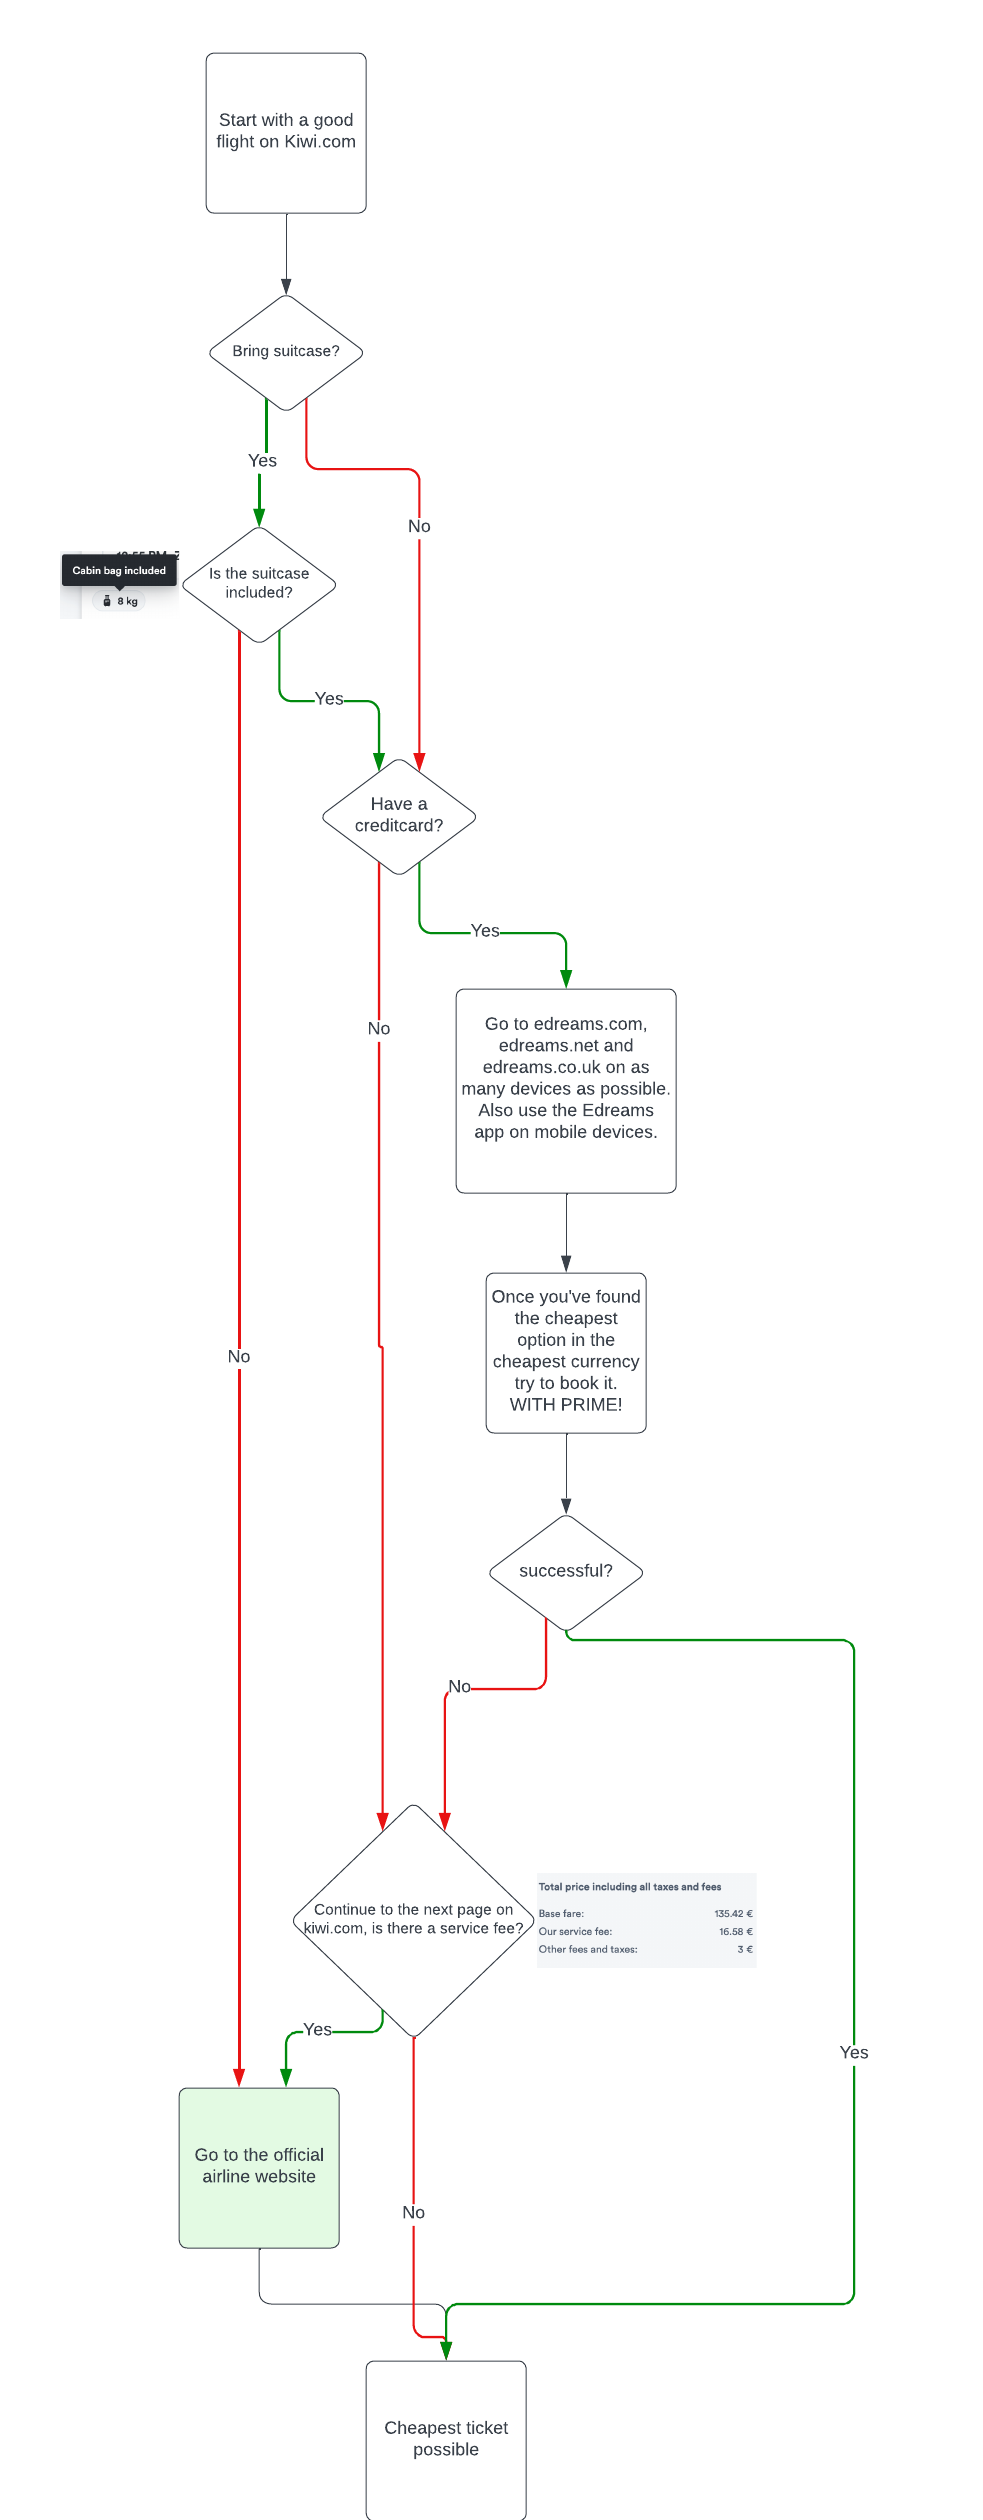 Start with a good
flight on Kiwi.com
Bring suitcase?
Yes
No
Cabin bag included
8 kg
Is the suitcase
included?
Yes
Have a
creditcard?
Yes
Go to edreams.com,
edreams.net and
edreams.co.uk on as
many devices as possible.
Also use the Edreams
app on mobile devices.
No
Once you've found
the cheapest
option in the
cheapest currency
try to book it.
WITH PRIME!
No
successful?
No
Continue to the next page on
kiwi.com, is there a service fee?
Total price including all taxes and fees
Base fare: 135.42 €
Our service fee: 16.58 €
Other fees and taxes: 3 €
Yes
Yes
Go to the official
airline website
No
Cheapest ticket
possible